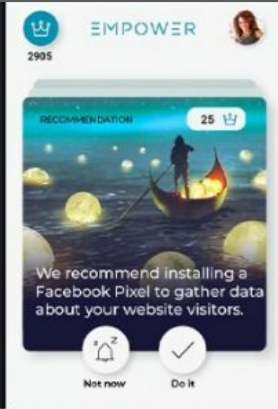 EMPOWER
2905
RECOMMENDATION
25
We recommend installing a
Facebook Pixel to gather data
about your website visitors.
z z
Not now
Do it